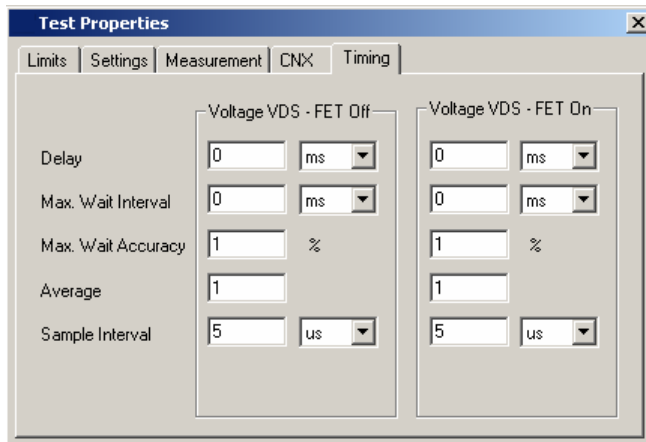 Test Properties
Limits Settings Measurement CNX Timing
Voltage VDS - FET Off Voltage VDS - FET On
Delay 0 ms 0 ms
Max. Wait Interval 0 ms 0 ms
Max. Wait Accuracy 1 % 1 %
Average 1 1
Sample Interval 5 us 5 us